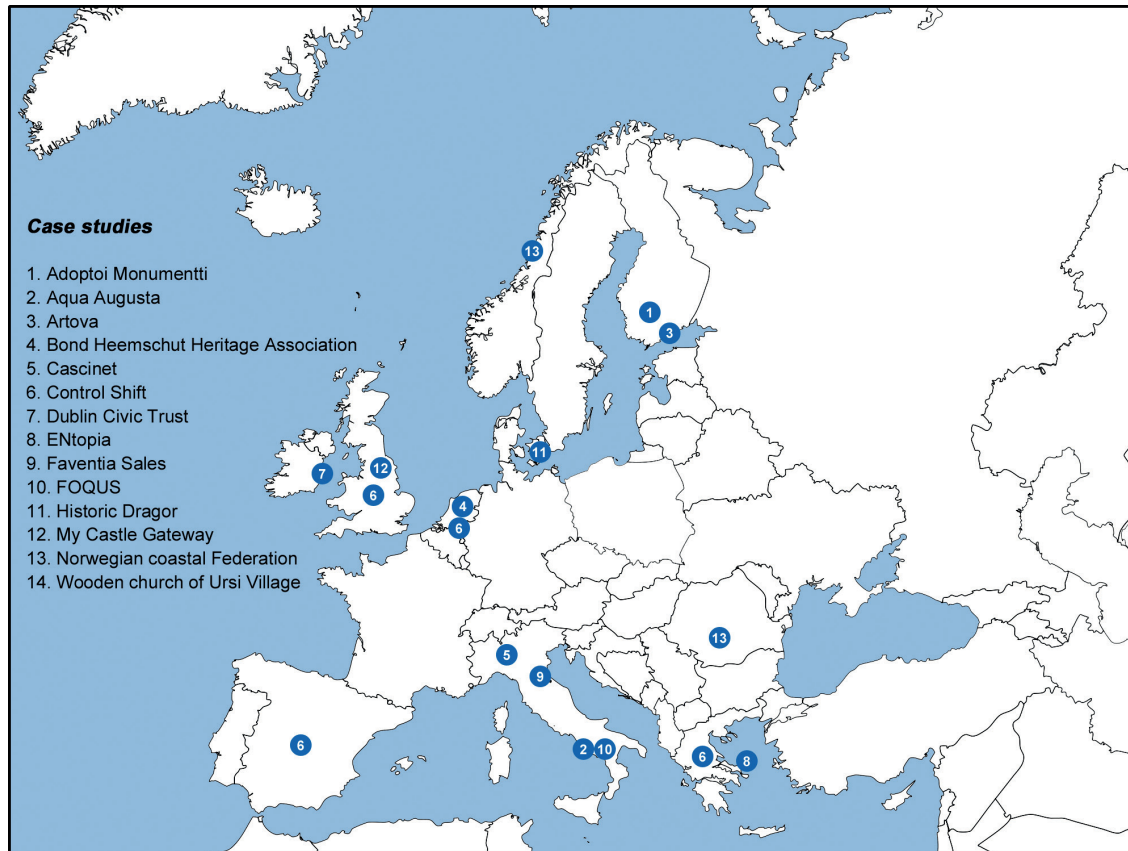 Case studies
1. Adoptoi Monumentti
2. Aqua Augusta
3. Artova
4. Bond Heemschut Heritage Association
5. Cascinet
6. Control Shift
7. Dublin Civic Trust
8. ENtopia
9. Faventia Sales
10. FOQUS
11. Historic Dragor
12. My Castle Gateway
13. Norwegian coastal Federation
14. Wooden church of Ursi Village
13
1
3
11
12
7
6
4
6
13
5
9
6
2
10
6
8